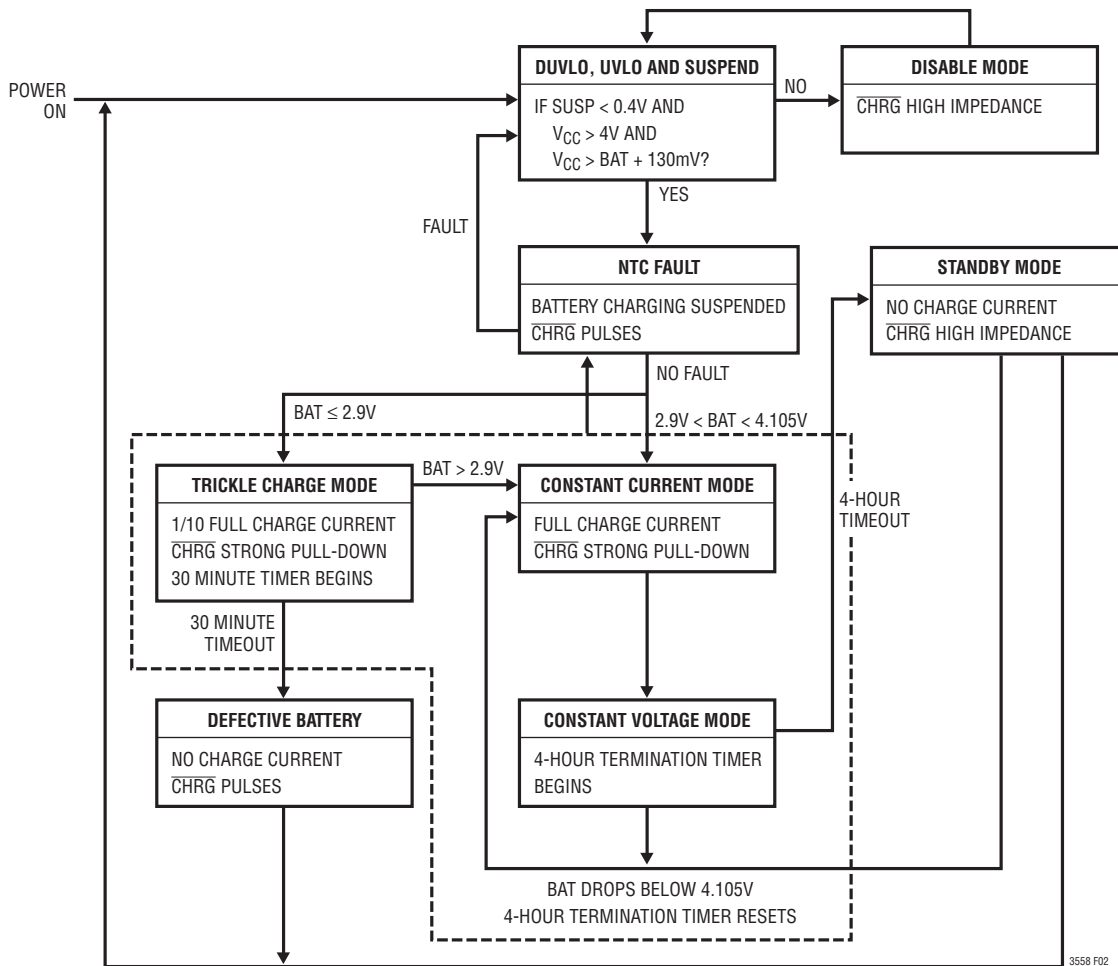 POWER
ON
DUVLO, UVLO AND SUSPEND
IF SUSP < 0.4V AND
VCC > 4V AND
VCC > BAT + 130mV?
NO
DISABLE MODE
CHRG HIGH IMPEDANCE
YES
FAULT
NTC FAULT
BATTERY CHARGING SUSPENDED
CHRG PULSES
STANDBY MODE
NO CHARGE CURRENT
CHRG HIGH IMPEDANCE
NO FAULT
BAT ≤ 2.9V
2.9V < BAT < 4.105V
TRICKLE CHARGE MODE
1/10 FULL CHARGE CURRENT
CHRG STRONG PULL-DOWN
30 MINUTE TIMER BEGINS
BAT > 2.9V
CONSTANT CURRENT MODE
FULL CHARGE CURRENT
CHRG STRONG PULL-DOWN
4-HOUR
TIMEOUT
30 MINUTE
TIMEOUT
DEFECTIVE BATTERY
NO CHARGE CURRENT
CHRG PULSES
CONSTANT VOLTAGE MODE
4-HOUR TERMINATION TIMER
BEGINS
BAT DROPS BELOW 4.105V
4-HOUR TERMINATION TIMER RESETS
3558 F02